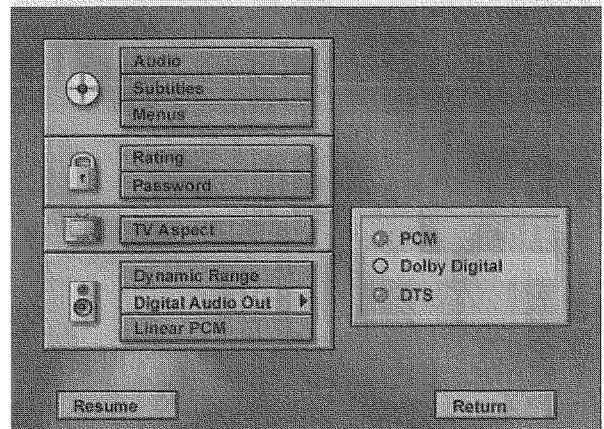 Audio
Subtitles
Menus
Rating
Password
TV Aspect
Dynamic Range
Digital Audio Out
Linear PCM
PCM
Dolby Digital
DTS
Resume
Return